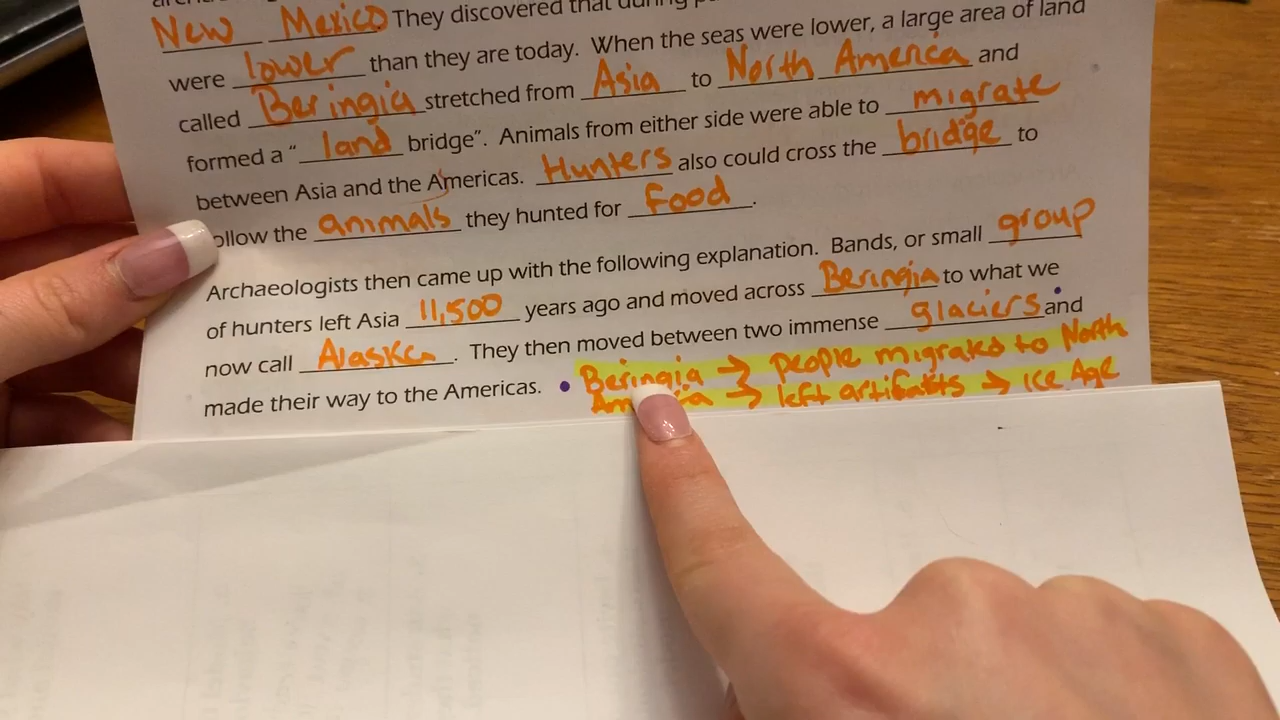 New Mexico They discovered that during
were lower than they are today. When the seas were lower, a large area of land
called Beringia stretched from Asia to North America and
formed a “ land bridge”. Animals from either side were able to migrate
between Asia and the Americas. Hunters also could cross the bridge to
ollow the animals they hunted for Food .
Archaeologists then came up with the following explanation. Bands, or small group
of hunters left Asia 11,500 years ago and moved across Beringia to what we
now call Alaska . They then moved between two immense glaciers and
made their way to the Americas. • Beringia → people migrated to North
America → left artifacts → Ice Age